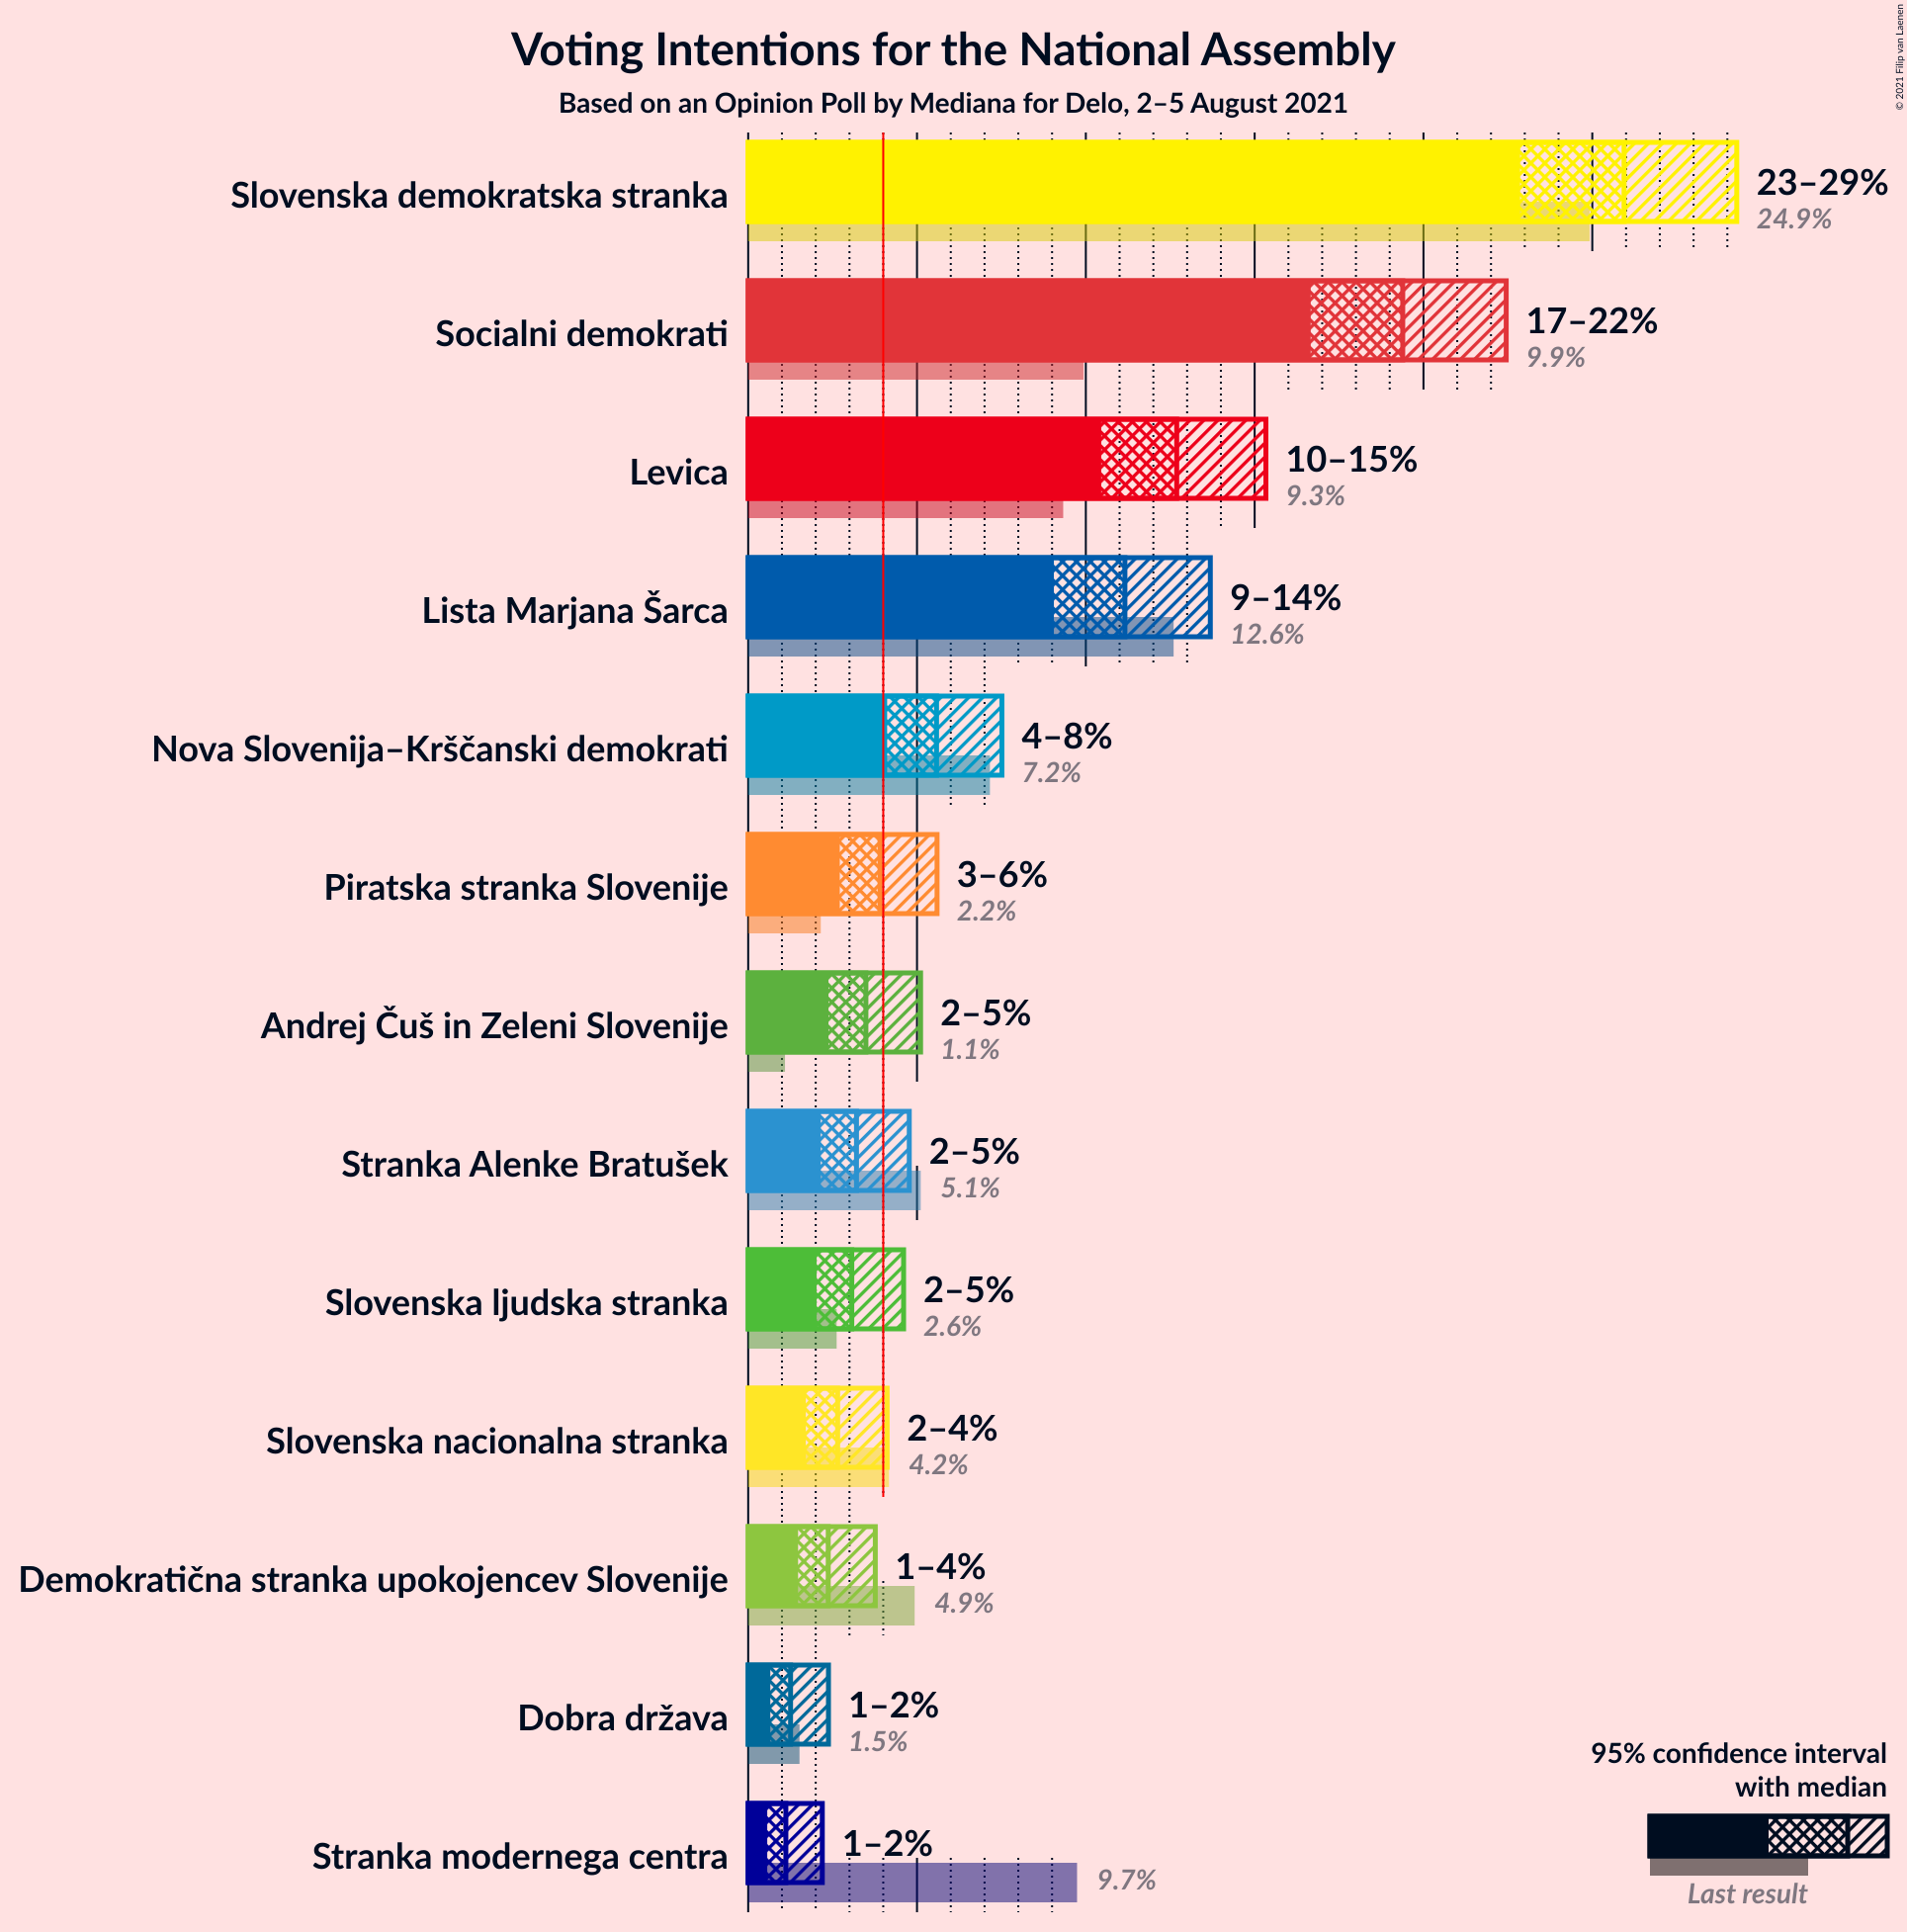 Voting Intentions for the National Assembly
Based on an Opinion Poll by Mediana for Delo, 2–5 August 2021
© 2021 Filip van Laenen
Slovenska demokratska stranka
23–29%
24.9%
Socialni demokrati
17–22%
9.9%
Levica
10–15%
9.3%
Lista Marjana Šarca
9–14%
12.6%
Nova Slovenija–Krščanski demokrati
4–8%
7.2%
Piratska stranka Slovenije
3–6%
2.2%
Andrej Čuš in Zeleni Slovenije
2–5%
1.1%
Stranka Alenke Bratušek
2–5%
5.1%
Slovenska ljudska stranka
2–5%
2.6%
Slovenska nacionalna stranka
2–4%
4.2%
Demokratična stranka upokojencev Slovenije
1–4%
4.9%
Dobra država
1–2%
1.5%
Stranka modernega centra
1–2%
9.7%
95% confidence interval
with median
Last result